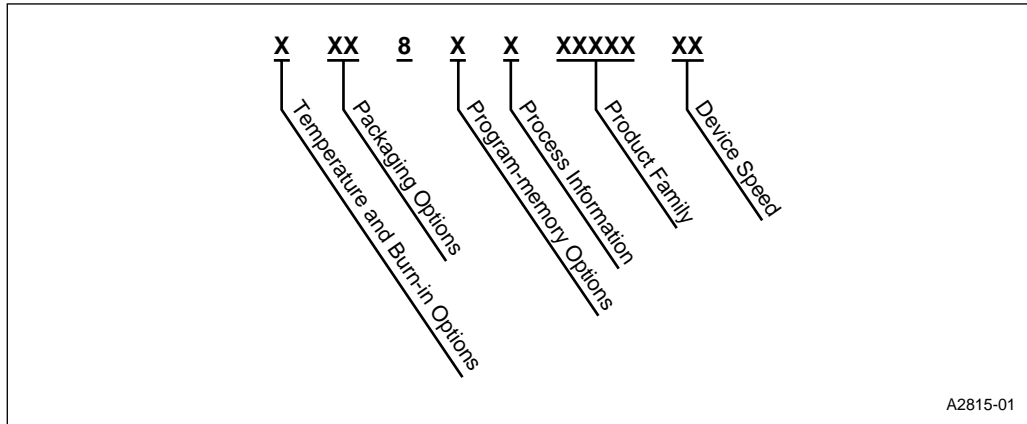 X XX 8 X X XXXXX XX
Temperature and Burn-in Options
Packaging Options
Program-memory Options
Process Information
Product Family
Device Speed
A2815-01